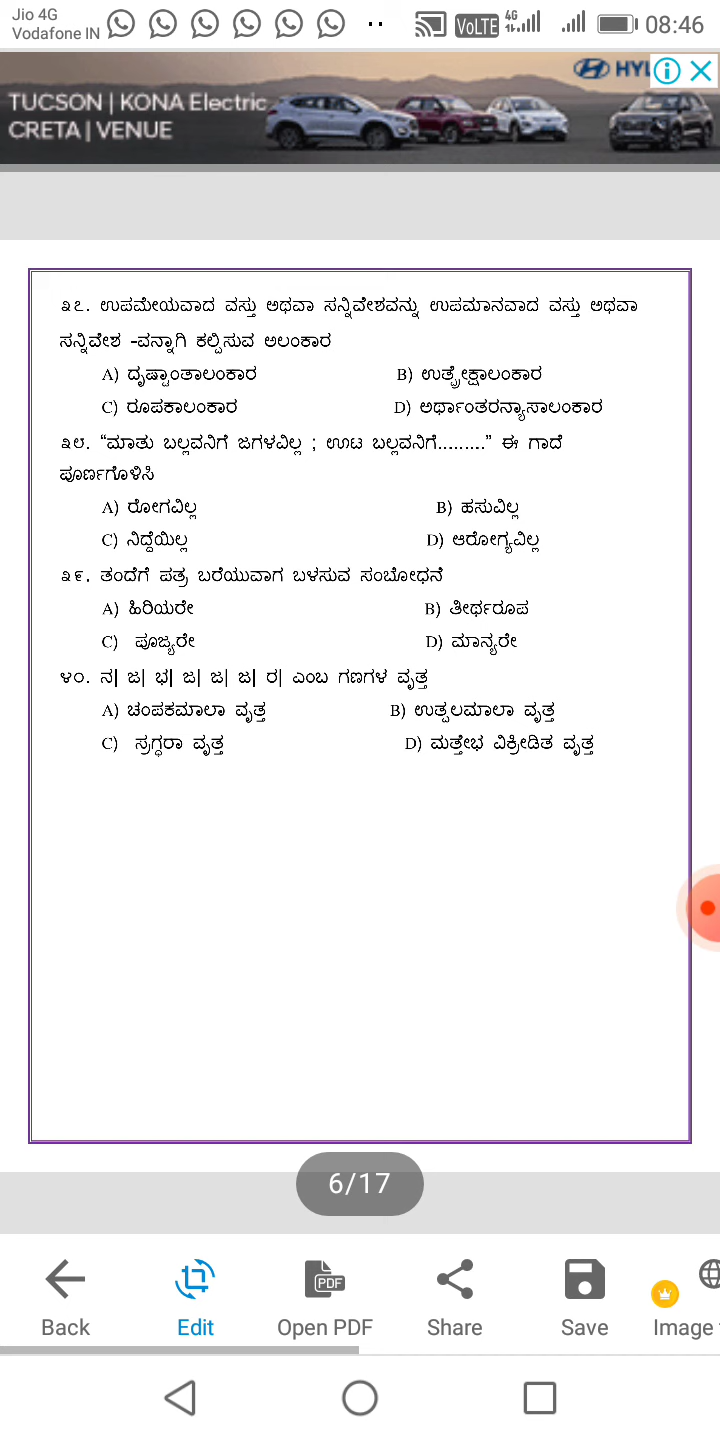 Jio 4G
Vodafone IN
VoLTE 4G 08:46
HYU
TUCSON | KONA Electric
CRETA | VENUE
೩೭. ಉಪಮೇಯವಾದ ವಸ್ತು ಅಥವಾ ಸನ್ನಿವೇಶವನ್ನು ಉಪಮಾನವಾದ ವಸ್ತು ಅಥವಾ
ಸನ್ನಿವೇಶ -ವನ್ನಾಗಿ ಕಲ್ಪಿಸುವ ಅಲಂಕಾರ
A) ದೃಷ್ಟಾಂತಾಲಂಕಾರ B) ಉತ್ಪ್ರೇಕ್ಷಾಲಂಕಾರ
C) ರೂಪಕಾಲಂಕಾರ D) ಅರ್ಥಾಂತರನ್ಯಾಸಾಲಂಕಾರ
೩೮. “ಮಾತು ಬಲ್ಲವನಿಗೆ ಜಗಳವಿಲ್ಲ ; ಊಟ ಬಲ್ಲವನಿಗೆ.........” ಈ ಗಾದೆ
ಪೂರ್ಣಗೊಳಿಸಿ
A) ರೋಗವಿಲ್ಲ B) ಹಸುವಿಲ್ಲ
C) ನಿದ್ದೆಯಿಲ್ಲ D) ಆರೋಗ್ಯವಿಲ್ಲ
೩೯. ತಂದೆಗೆ ಪತ್ರ ಬರೆಯುವಾಗ ಬಳಸುವ ಸಂಬೋಧನೆ
A) ಹಿರಿಯರೇ B) ತೀರ್ಥರೂಪ
C) ಪೂಜ್ಯರೇ D) ಮಾನ್ಯರೇ
೪೦. ನ| ಜ| ಭ| ಜ| ಜ| ಜ| ರ| ಎಂಬ ಗಣಗಳ ವೃತ್ತ
A) ಚಂಪಕಮಾಲಾ ವೃತ್ತ B) ಉತ್ಪಲಮಾಲಾ ವೃತ್ತ
C) ಸ್ರಗ್ಧರಾ ವೃತ್ತ D) ಮತ್ತೇಭ ವಿಕ್ರೀಡಿತ ವೃತ್ತ
6/17
PDF
Back Edit Open PDF Share Save Image